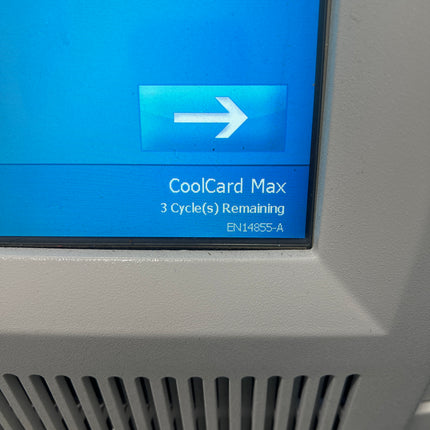 CoolCard Max
3 Cycle(s) Remaining
EN14855-A